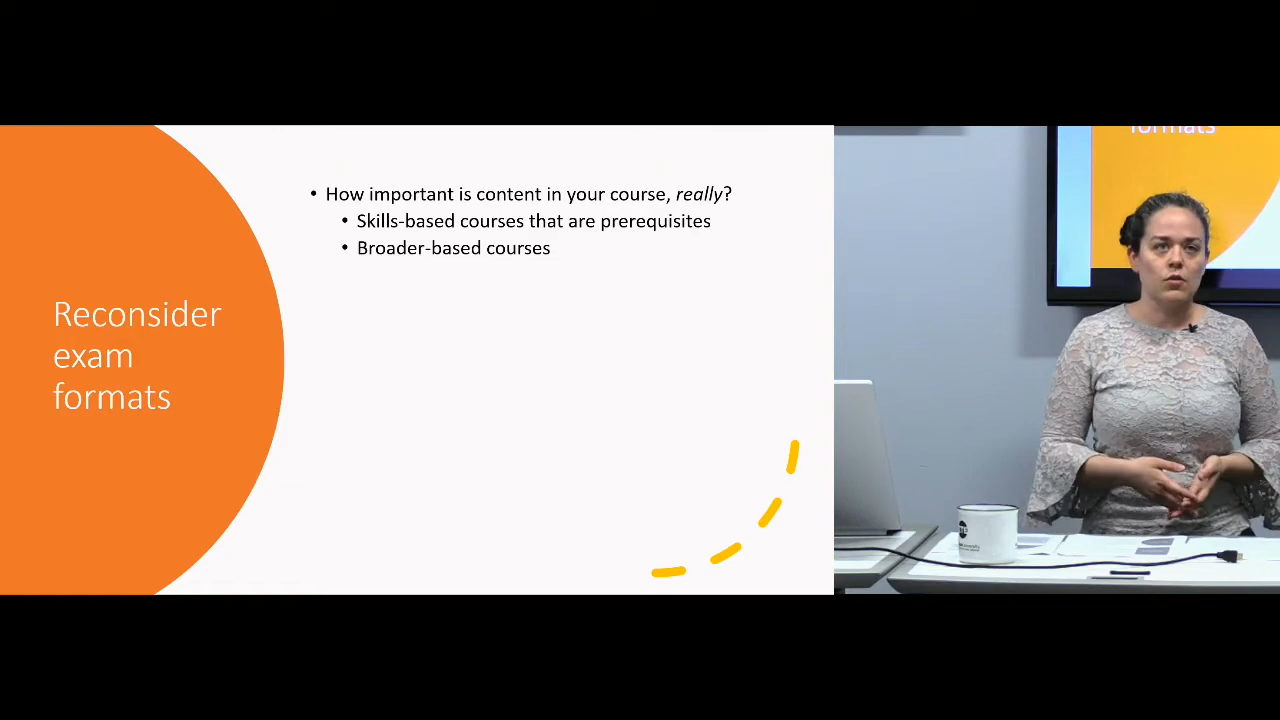 Reconsider
exam
formats
• How important is content in your course, really?
• Skills-based courses that are prerequisites
• Broader-based courses
formats